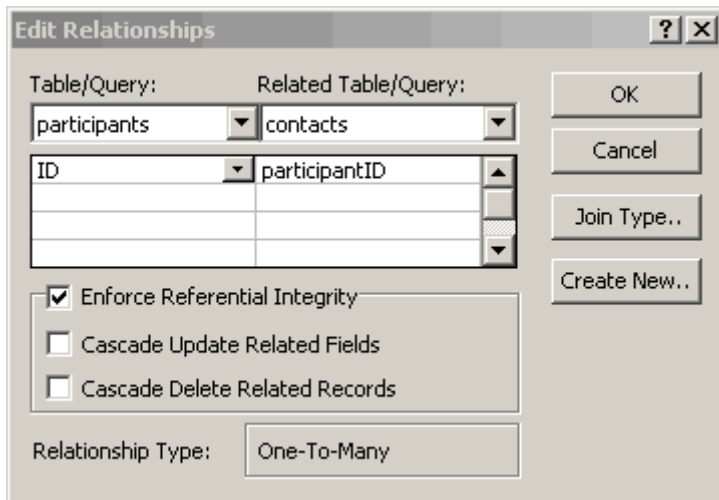 Edit Relationships
Table/Query: Related Table/Query:
participants contacts
ID participantID
OK
Cancel
Join Type..
Create New..
Enforce Referential Integrity
Cascade Update Related Fields
Cascade Delete Related Records
Relationship Type: One-To-Many